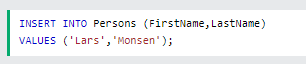 INSERT INTO Persons (FirstName,LastName)
VALUES ('Lars','Monsen');